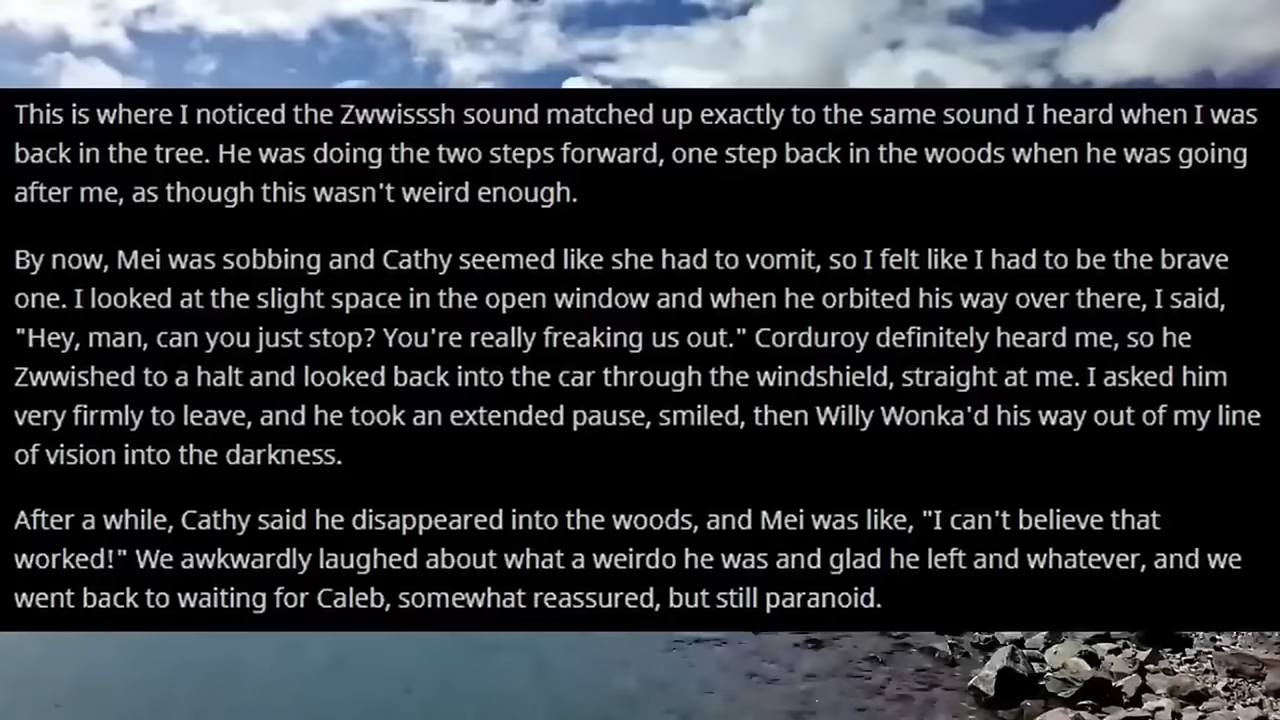 This is where I noticed the Zwwisssh sound matched up exactly to the same sound I heard when I was
back in the tree. He was doing the two steps forward, one step back in the woods when he was going
after me, as though this wasn't weird enough.
By now, Mei was sobbing and Cathy seemed like she had to vomit, so I felt like I had to be the brave
one. I looked at the slight space in the open window and when he orbited his way over there, I said,
"Hey, man, can you just stop? You're really freaking us out." Corduroy definitely heard me, so he
Zwwished to a halt and looked back into the car through the windshield, straight at me. I asked him
very firmly to leave, and he took an extended pause, smiled, then Willy Wonka'd his way out of my line
of vision into the darkness.
After a while, Cathy said he disappeared into the woods, and Mei was like, "I can't believe that
worked!" We awkwardly laughed about what a weirdo he was and glad he left and whatever, and we
went back to waiting for Caleb, somewhat reassured, but still paranoid.